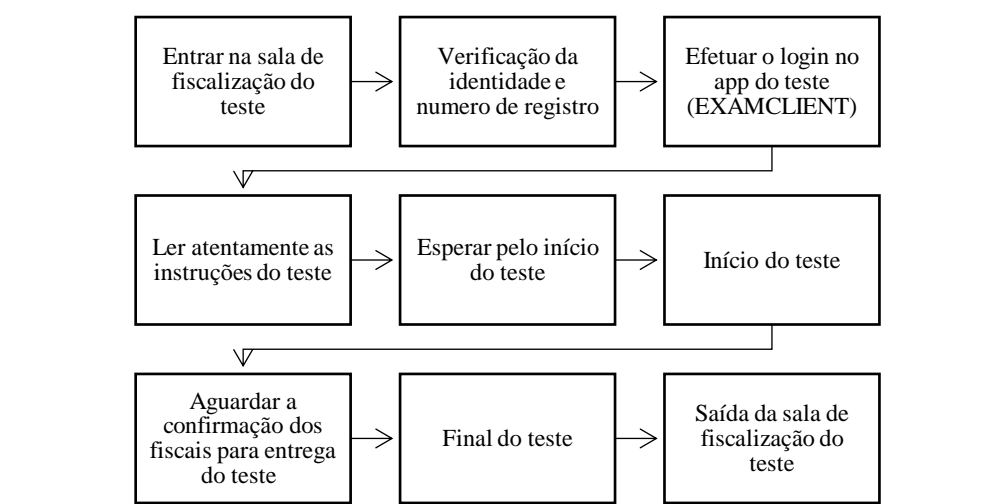 Entrar na sala de
fiscalização do
teste
Verificação da
identidade e
numero de registro
Efetuar o login no
app do teste
(EXAMCLIENT)
Ler atentamente as
instruções do teste
Esperar pelo início
do teste
Início do teste
Aguardar a
confirmação dos
fiscais para entrega
do teste
Final do teste
Saída da sala de
fiscalização do
teste